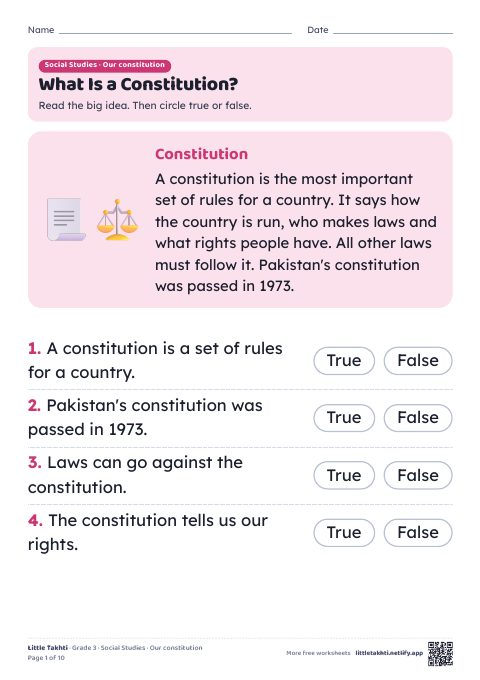 Name Date
Social Studies · Our constitution
What Is a Constitution?
Read the big idea. Then circle true or false.
Constitution
A constitution is the most important
set of rules for a country. It says how
the country is run, who makes laws and
what rights people have. All other laws
must follow it. Pakistan's constitution
was passed in 1973.
1. A constitution is a set of rules
for a country.
True False
2. Pakistan's constitution was
passed in 1973.
True False
3. Laws can go against the
constitution.
True False
4. The constitution tells us our
rights.
True False
Little Takhti · Grade 3 · Social Studies · Our constitution
Page 1 of 10
More free worksheets littletakhti.netlify.app